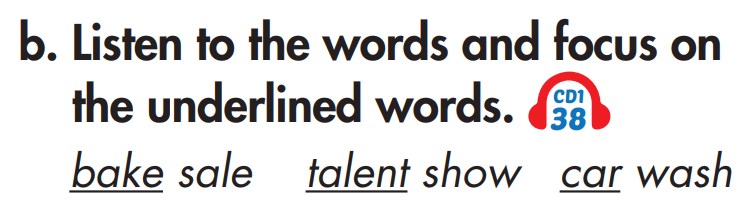 b. Listen to the words and focus on
the underlined words. CD1 38
bake sale talent show car wash